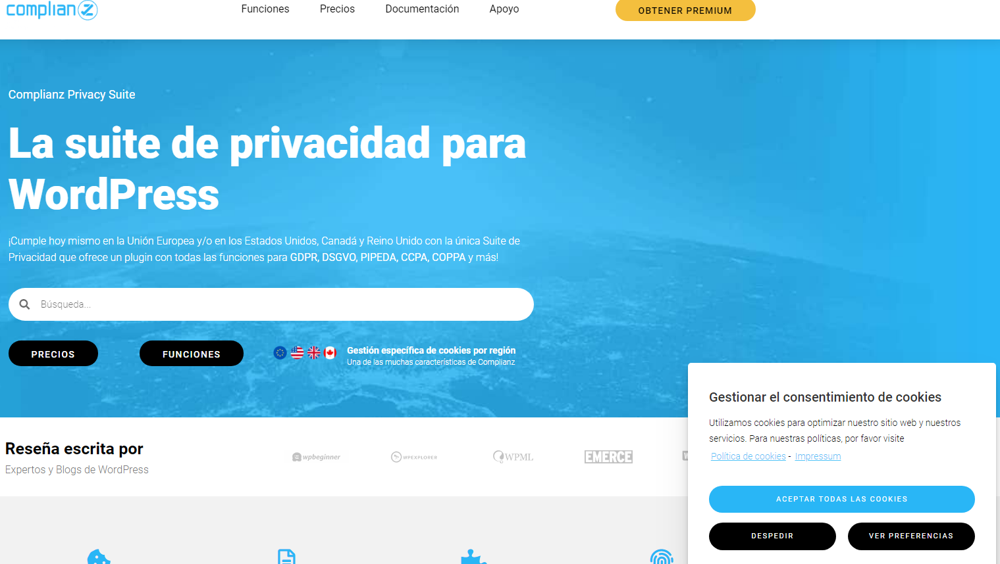 complianz
Funciones Precios Documentación Apoyo OBTENER PREMIUM
Complianz Privacy Suite
La suite de privacidad para
WordPress
¡Cumple hoy mismo en la Unión Europea y/o en los Estados Unidos, Canadá y Reino Unido con la única Suite de
Privacidad que ofrece un plugin con todas las funciones para GDPR, DSGVO, PIPEDA, CCPA, COPPA y más!
Búsqueda...
PRECIOS FUNCIONES
Gestión específica de cookies por región
Una de las muchas características de Complianz
Reseña escrita por
Expertos y Blogs de WordPress
wpbeginner WPEXPLORER WPML EMERCE
Gestionar el consentimiento de cookies
Utilizamos cookies para optimizar nuestro sitio web y nuestros
servicios. Para nuestras políticas, por favor visite
Política de cookies - Impressum
ACEPTAR TODAS LAS COOKIES
DESPEDIR VER PREFERENCIAS